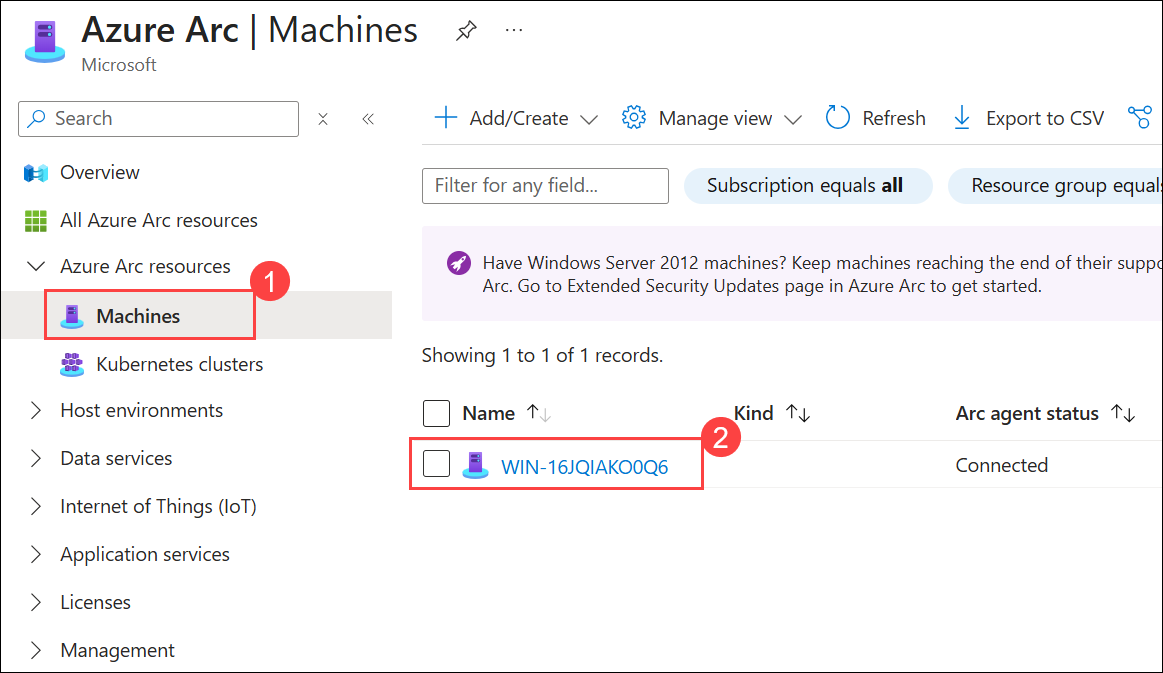 Azure Arc | Machines
Microsoft
Search
Overview
All Azure Arc resources
Azure Arc resources
1
Machines
Kubernetes clusters
Host environments
Data services
Internet of Things (IoT)
Application services
Licenses
Management
Add/Create
Manage view
Refresh
Export to CSV
Filter for any field...
Subscription equals all
Resource group equals
Have Windows Server 2012 machines? Keep machines reaching the end of their suppo
Arc. Go to Extended Security Updates page in Azure Arc to get started.
Showing 1 to 1 of 1 records.
Name
Kind
Arc agent status
2
WIN-16JQIAKO0Q6
Connected